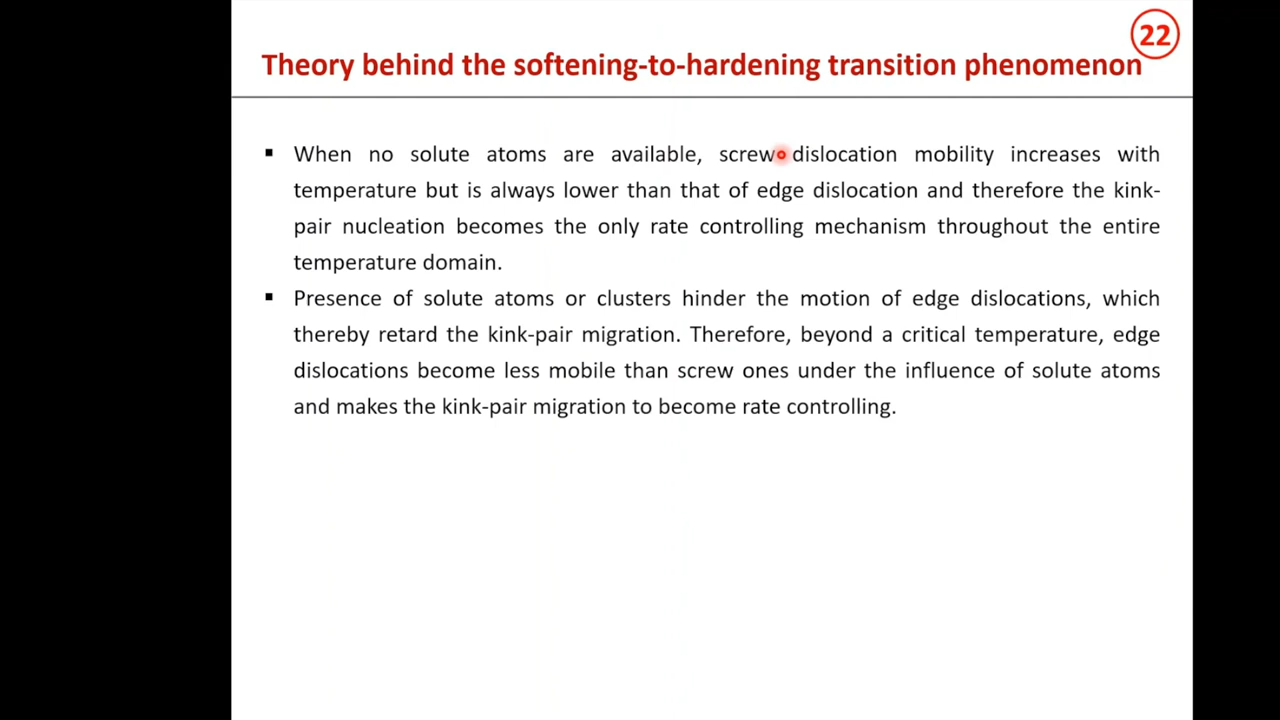 22
Theory behind the softening-to-hardening transition phenomenon
▪ When no solute atoms are available, screw dislocation mobility increases with
temperature but is always lower than that of edge dislocation and therefore the kink-
pair nucleation becomes the only rate controlling mechanism throughout the entire
temperature domain.
▪ Presence of solute atoms or clusters hinder the motion of edge dislocations, which
thereby retard the kink-pair migration. Therefore, beyond a critical temperature, edge
dislocations become less mobile than screw ones under the influence of solute atoms
and makes the kink-pair migration to become rate controlling.